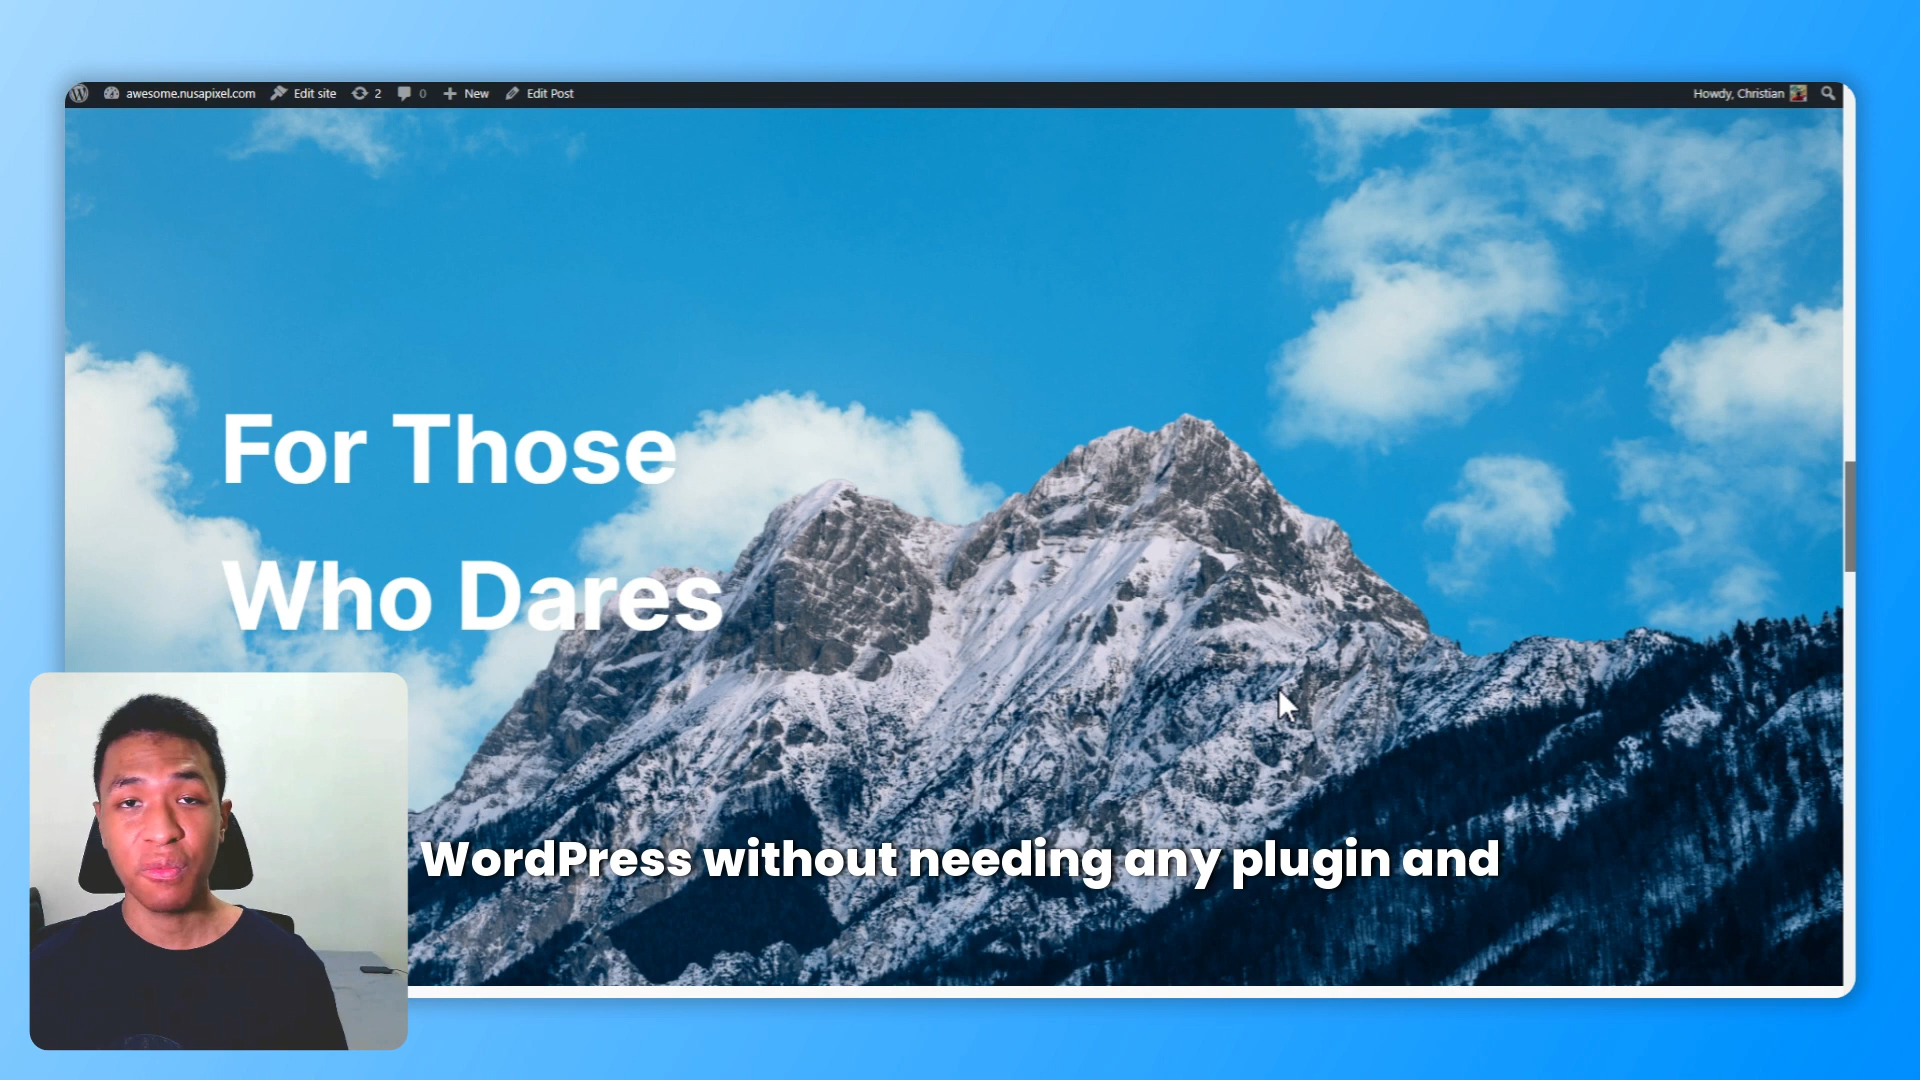 awesome.nusapixel.com Edit site 2 0 New Edit Post Howdy, Christian
For Those
Who Dares
WordPress without needing any plugin and